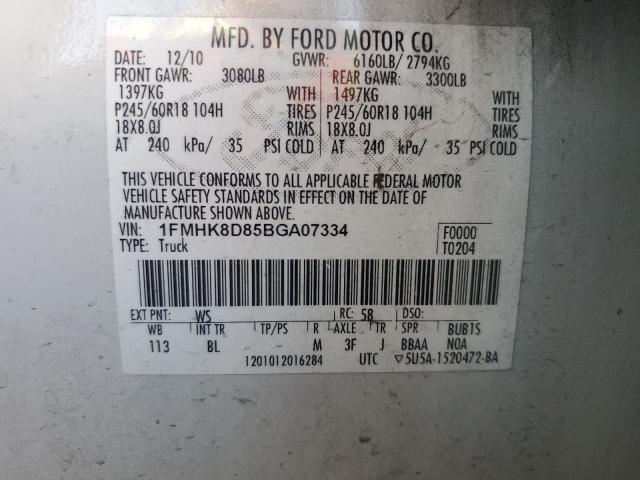 MFD. BY FORD MOTOR CO.
DATE: 12/10 GVWR: 6160LB/ 2794KG
FRONT GAWR: 3080LB REAR GAWR: 3300LB
1397KG WITH 1497KG WITH
P245/60R18 104H TIRES P245/60R18 104H TIRES
18X8.0J RIMS 18X8.0J RIMS
AT 240 kPa/ 35 PSI COLD AT 240 kPa/ 35 PSI COLD
THIS VEHICLE CONFORMS TO ALL APPLICABLE FEDERAL MOTOR
VEHICLE SAFETY STANDARDS IN EFFECT ON THE DATE OF
MANUFACTURE SHOWN ABOVE.
VIN: 1FMHK8D85BGA07334 F0000
TYPE: Truck T0204
EXT PNT: WS RC: 58 DSO:
WB INT TR TP/PS R AXLE TR SPR BUB1S
113 BL – M 3F J BBAA NOA
1201012016284 UTC ▽5U5A-1520472-BA